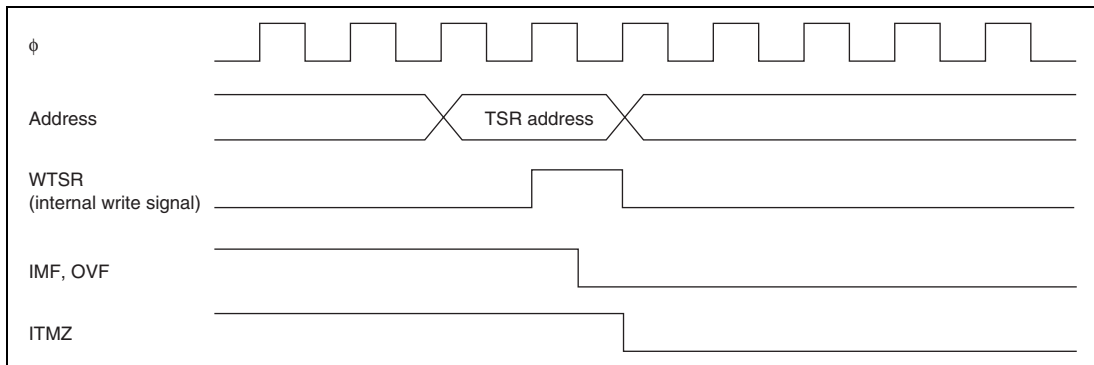 ϕ
Address
TSR address
WTSR
(internal write signal)
IMF, OVF
ITMZ